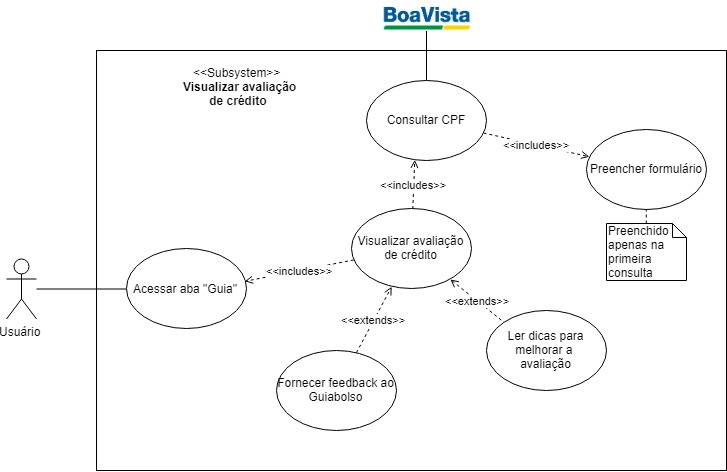 BoaVista
<<Subsystem>>
Visualizar avaliação
de crédito
Consultar CPF
<<includes>>
Preencher formulário
<<includes>>
Preenchido
apenas na
primeira
consulta
Visualizar avaliação
de crédito
<<includes>>
Acessar aba "Guia"
Usuário
<<extends>>
<<extends>>
Ler dicas para
melhorar a
avaliação
Fornecer feedback ao
Guiabolso